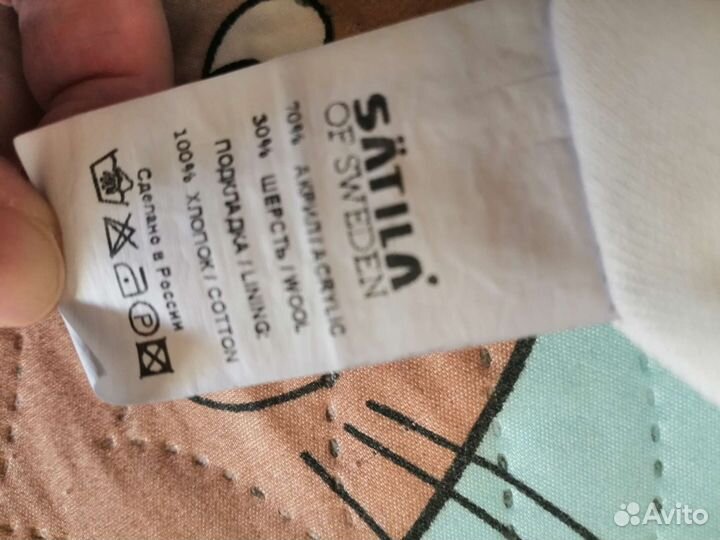 SÄTILA
OF SWEDEN
70% АКРИЛ/ACRYLIC
30% ШЕРСТЬ/WOOL
ПОДКЛАДКА/LINING:
100% ХЛОПОК/COTTON
Сделано в России
P
Avito